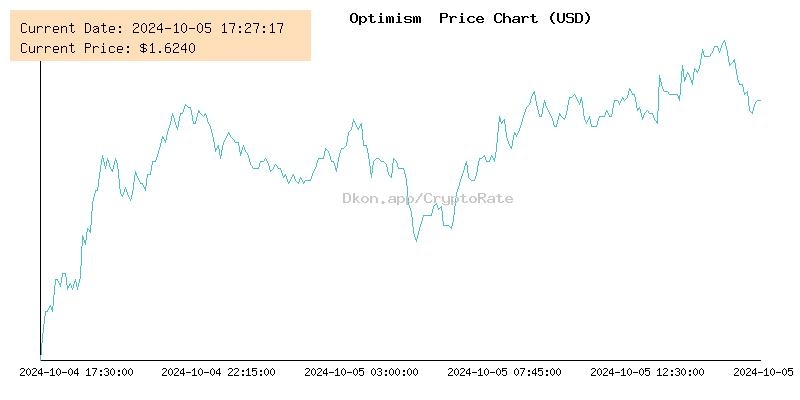 Optimism  Price Chart (USD)
Current Date: 2024-10-05 17:27:17
Current Price: $1.6240
Dkon.app/CryptoRate
2024-10-04 17:30:00 2024-10-04 22:15:00 2024-10-05 03:00:00 2024-10-05 07:45:00 2024-10-05 12:30:00 2024-10-05